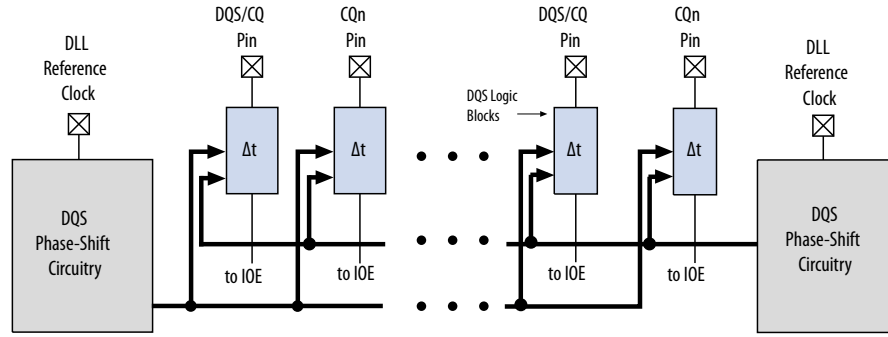 DQS/CQ
Pin
CQn
Pin
DQS/CQ
Pin
CQn
Pin
DLL
Reference
Clock
DLL
Reference
Clock
DQS Logic
Blocks
Δt
Δt
Δt
Δt
DQS
Phase-Shift
Circuitry
DQS
Phase-Shift
Circuitry
to IOE
to IOE
to IOE
to IOE